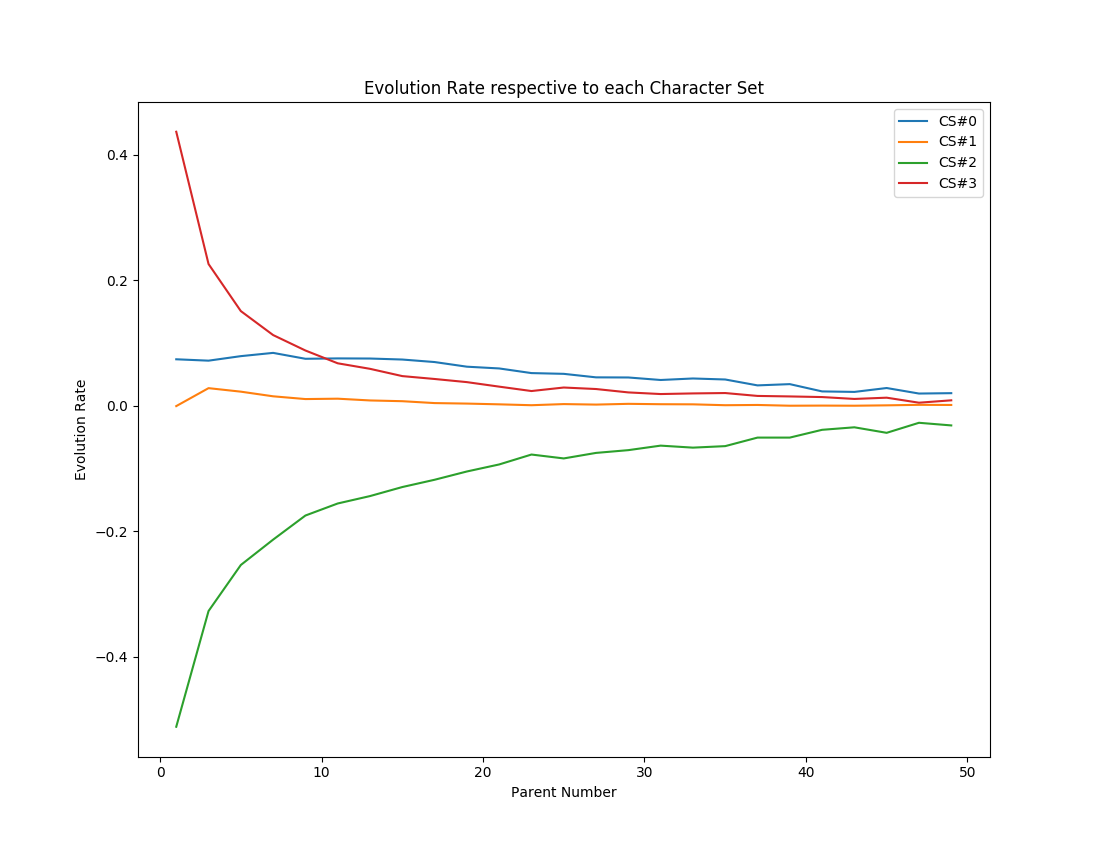 Evolution Rate respective to each Character Set
CS#0
CS#1
CS#2
CS#3
0.4
0.2
0.0
−0.2
−0.4
Evolution Rate
0 10 20 30 40 50
Parent Number